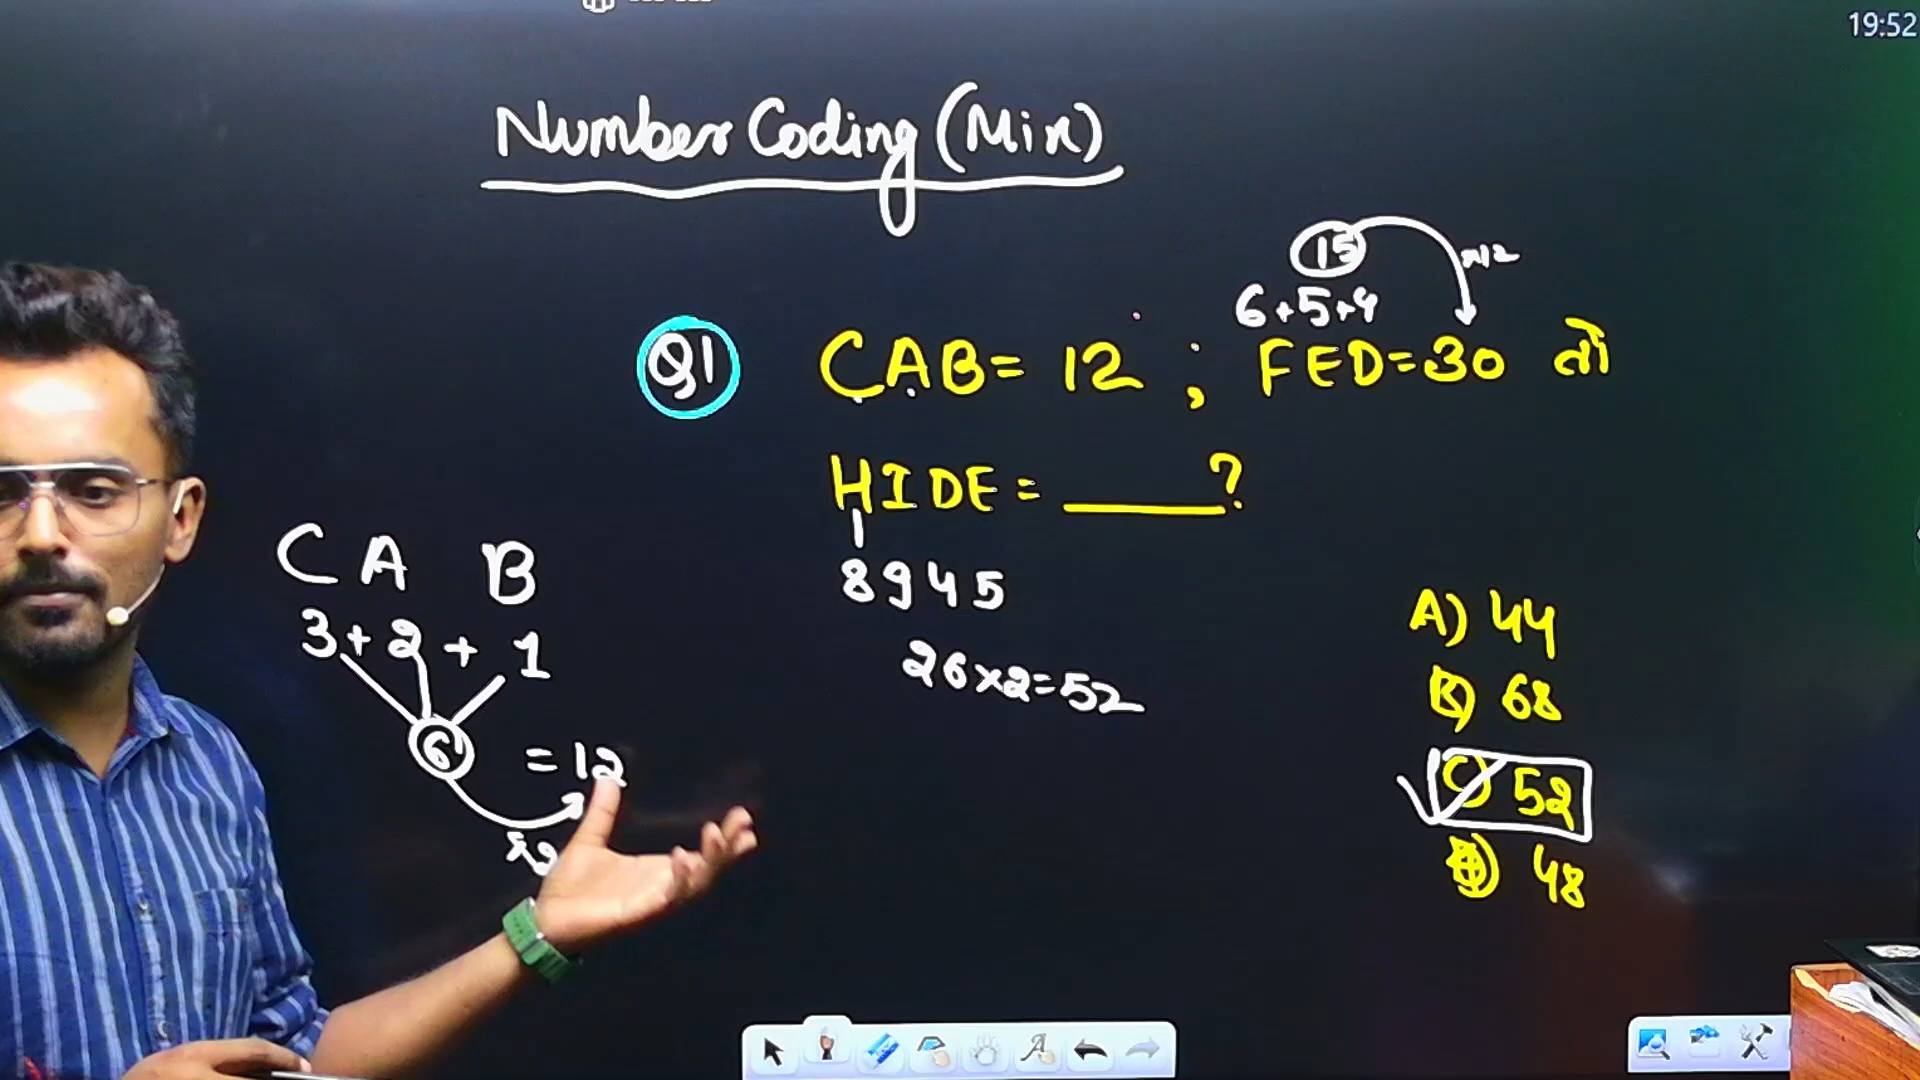 19:52
Number Coding (Mix)
15 ×2
6+5+4
Q1 CAB = 12 ; FED = 30 तो
HIDE = ____?
8945
26×2=52
C A B
3+2+1
6 = 12
×2
A) 44
B) 68
C) 52
D) 48